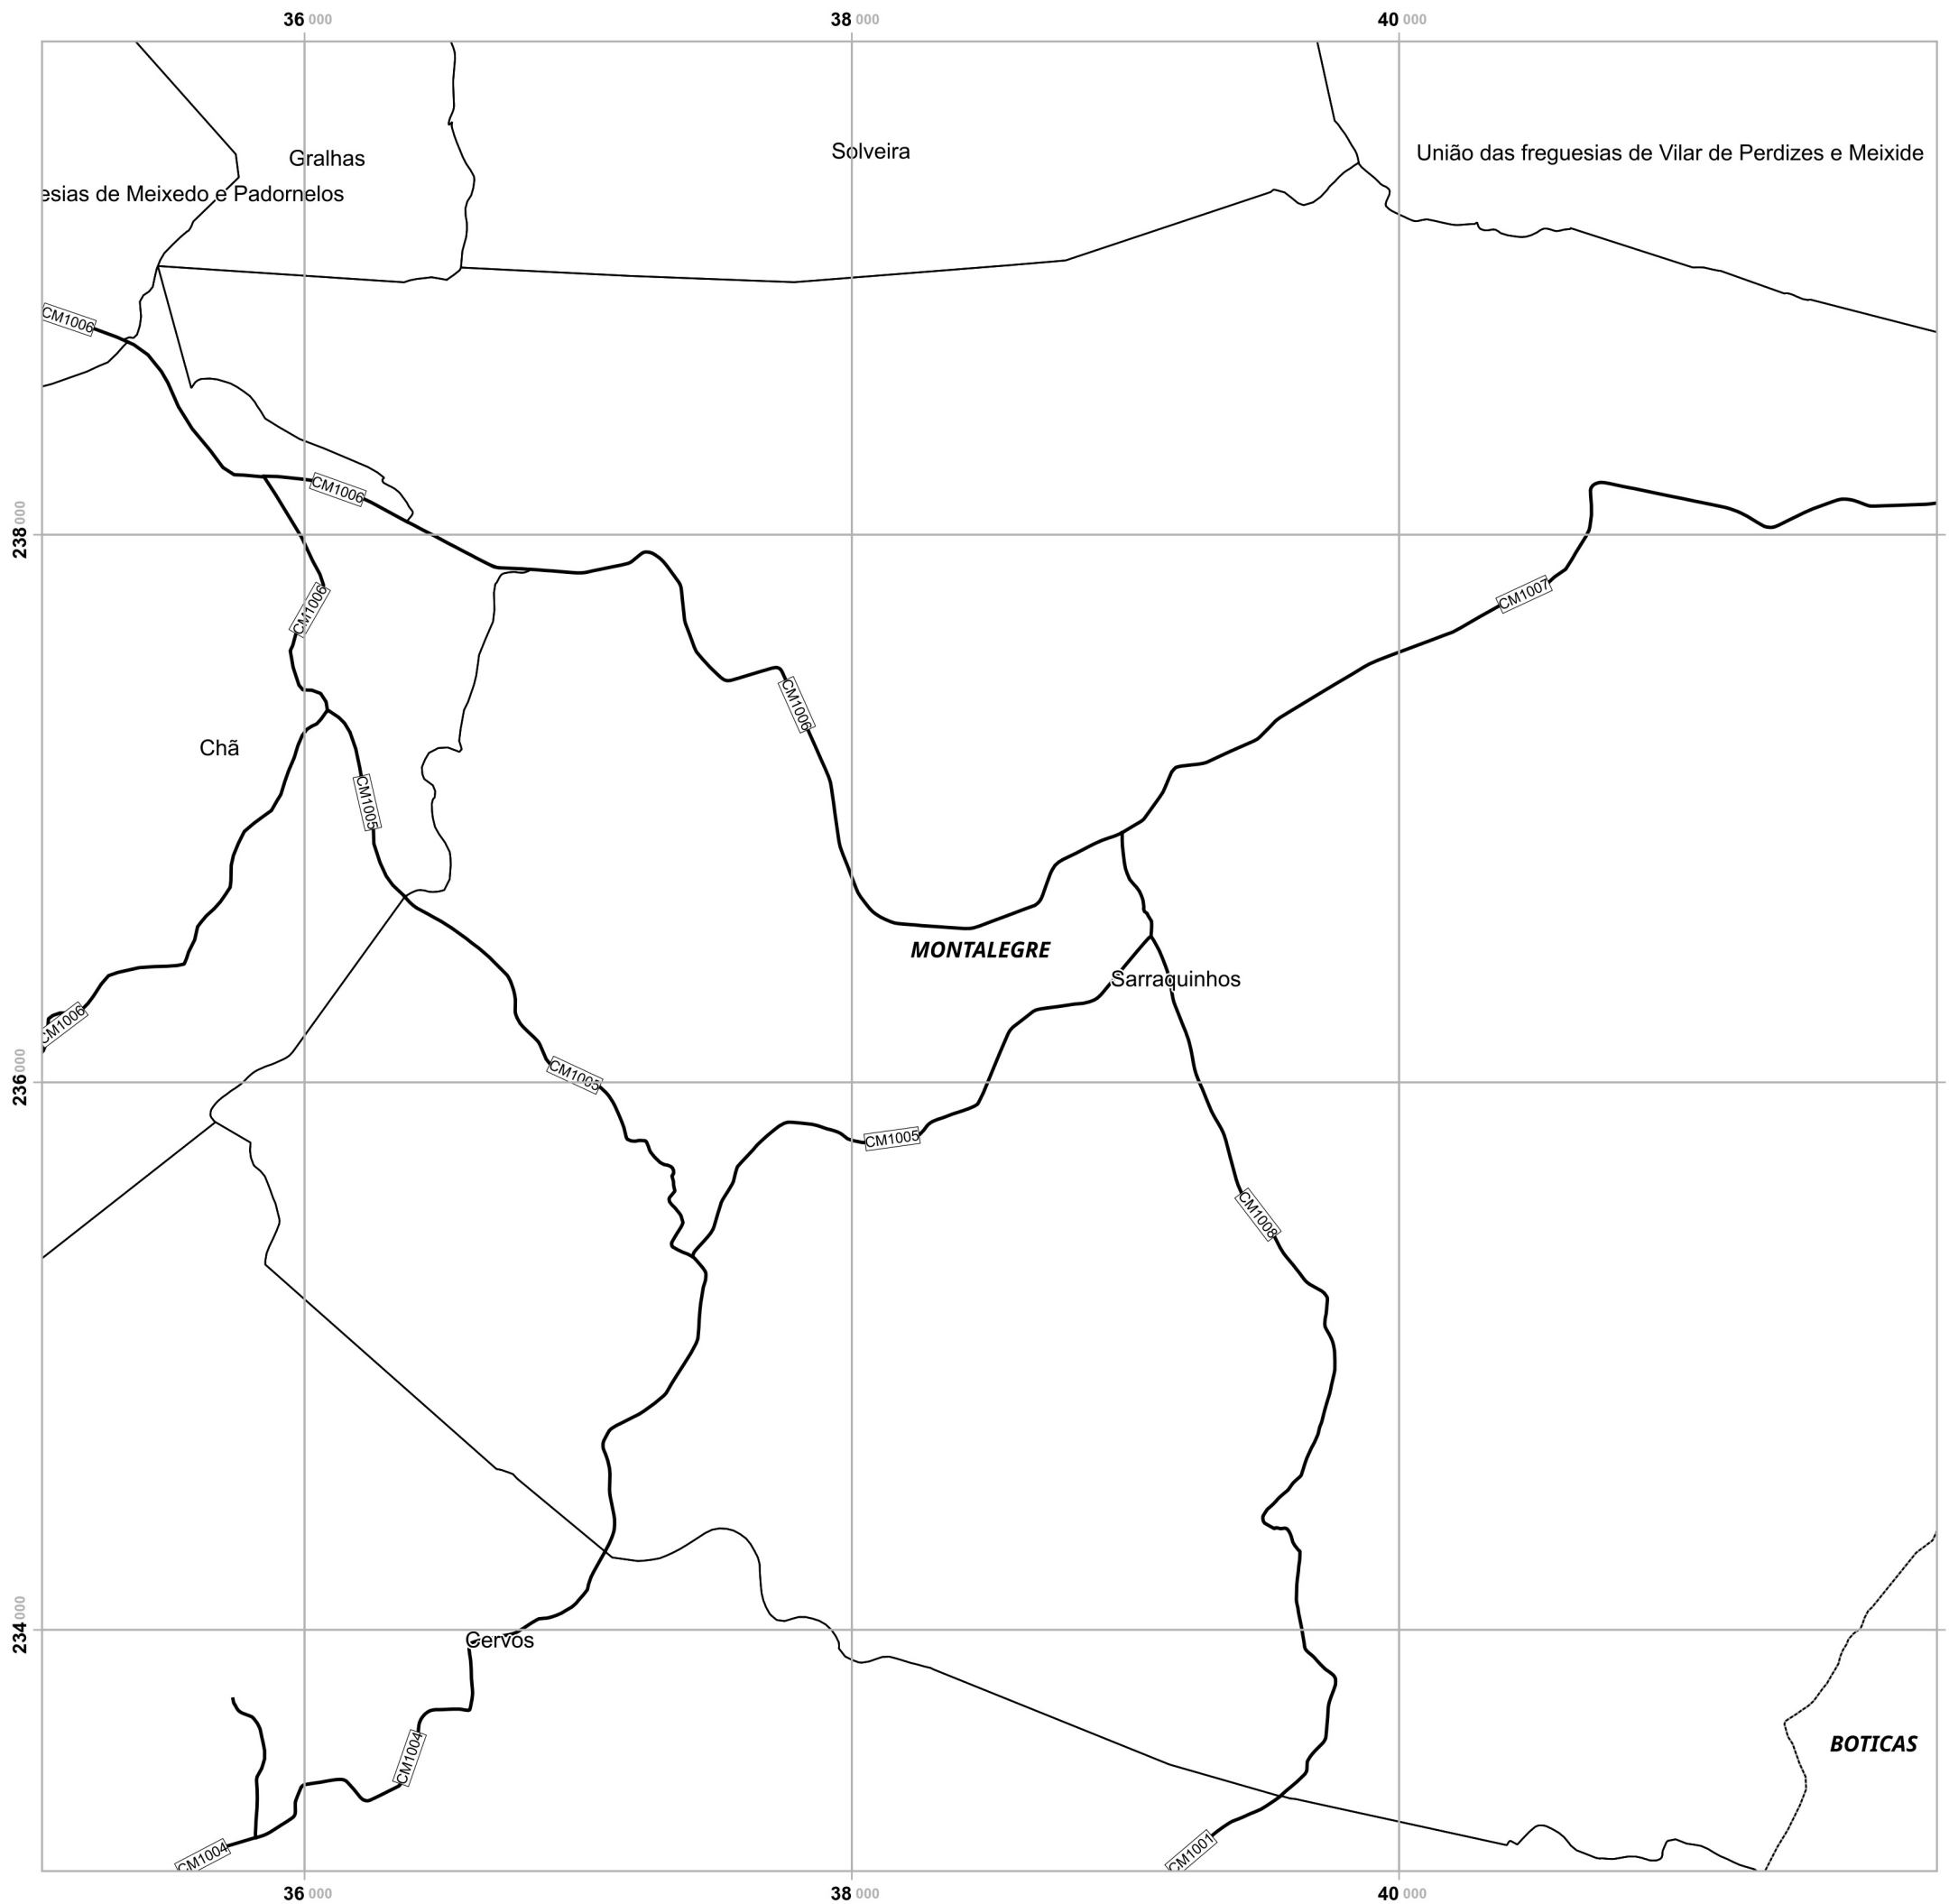 36 000
38 000
40 000
Gralhas
Solveira
União das freguesias de Vilar de Perdizes e Meixide
esias de Meixedo e Padornelos
CM1006
CM1006
238 000
CM1007
CM1006
CM1006
Chã
CM1005
MONTALEGRE
Sarraquinhos
CM1006
236 000
CM1005
CM1005
CM1008
234 000
Cervos
BOTICAS
CM1004
CM1004
CM1001
36 000
38 000
40 000